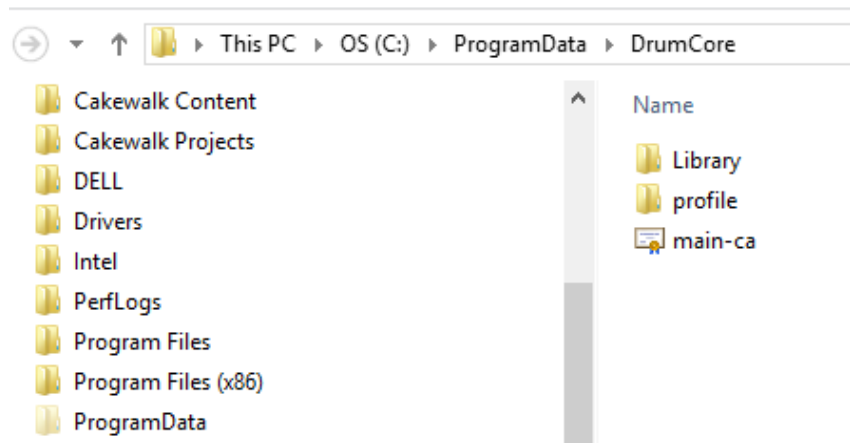 This PC OS (C:) ProgramData DrumCore
Cakewalk Content
Cakewalk Projects
DELL
Drivers
Intel
PerfLogs
Program Files
Program Files (x86)
ProgramData
Name
Library
profile
main-ca